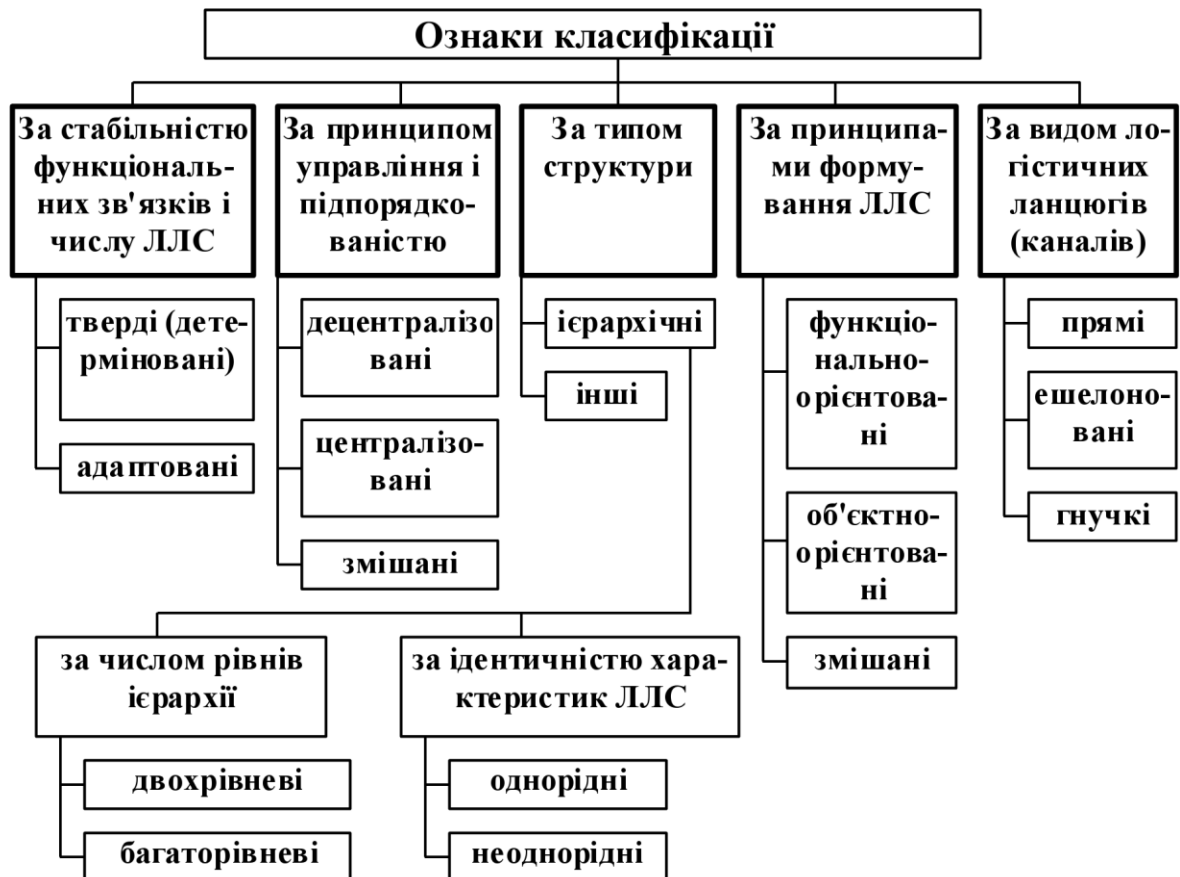 Ознаки класифікації
За стабільністю
функціональ-
них зв'язків і
числу ЛЛС
тверді (дете-
рміновані)
адаптовані
За принципом
управління і
підпорядко-
ваністю
децентралізо
вані
централізо-
вані
змішані
За типом
структури
ієрархічні
інші
за числом рівнів
ієрархії
двохрівневі
багаторівневі
за ідентичністю хара-
ктеристик ЛЛС
однорідні
неоднорідні
За принципа-
ми форму-
вання ЛЛС
функціо-
нально-
орієнтова-
ні
об'єктно-
орієнтова-
ні
змішані
За видом ло-
гістичних
ланцюгів
(каналів)
прямі
ешелоно-
вані
гнучкі